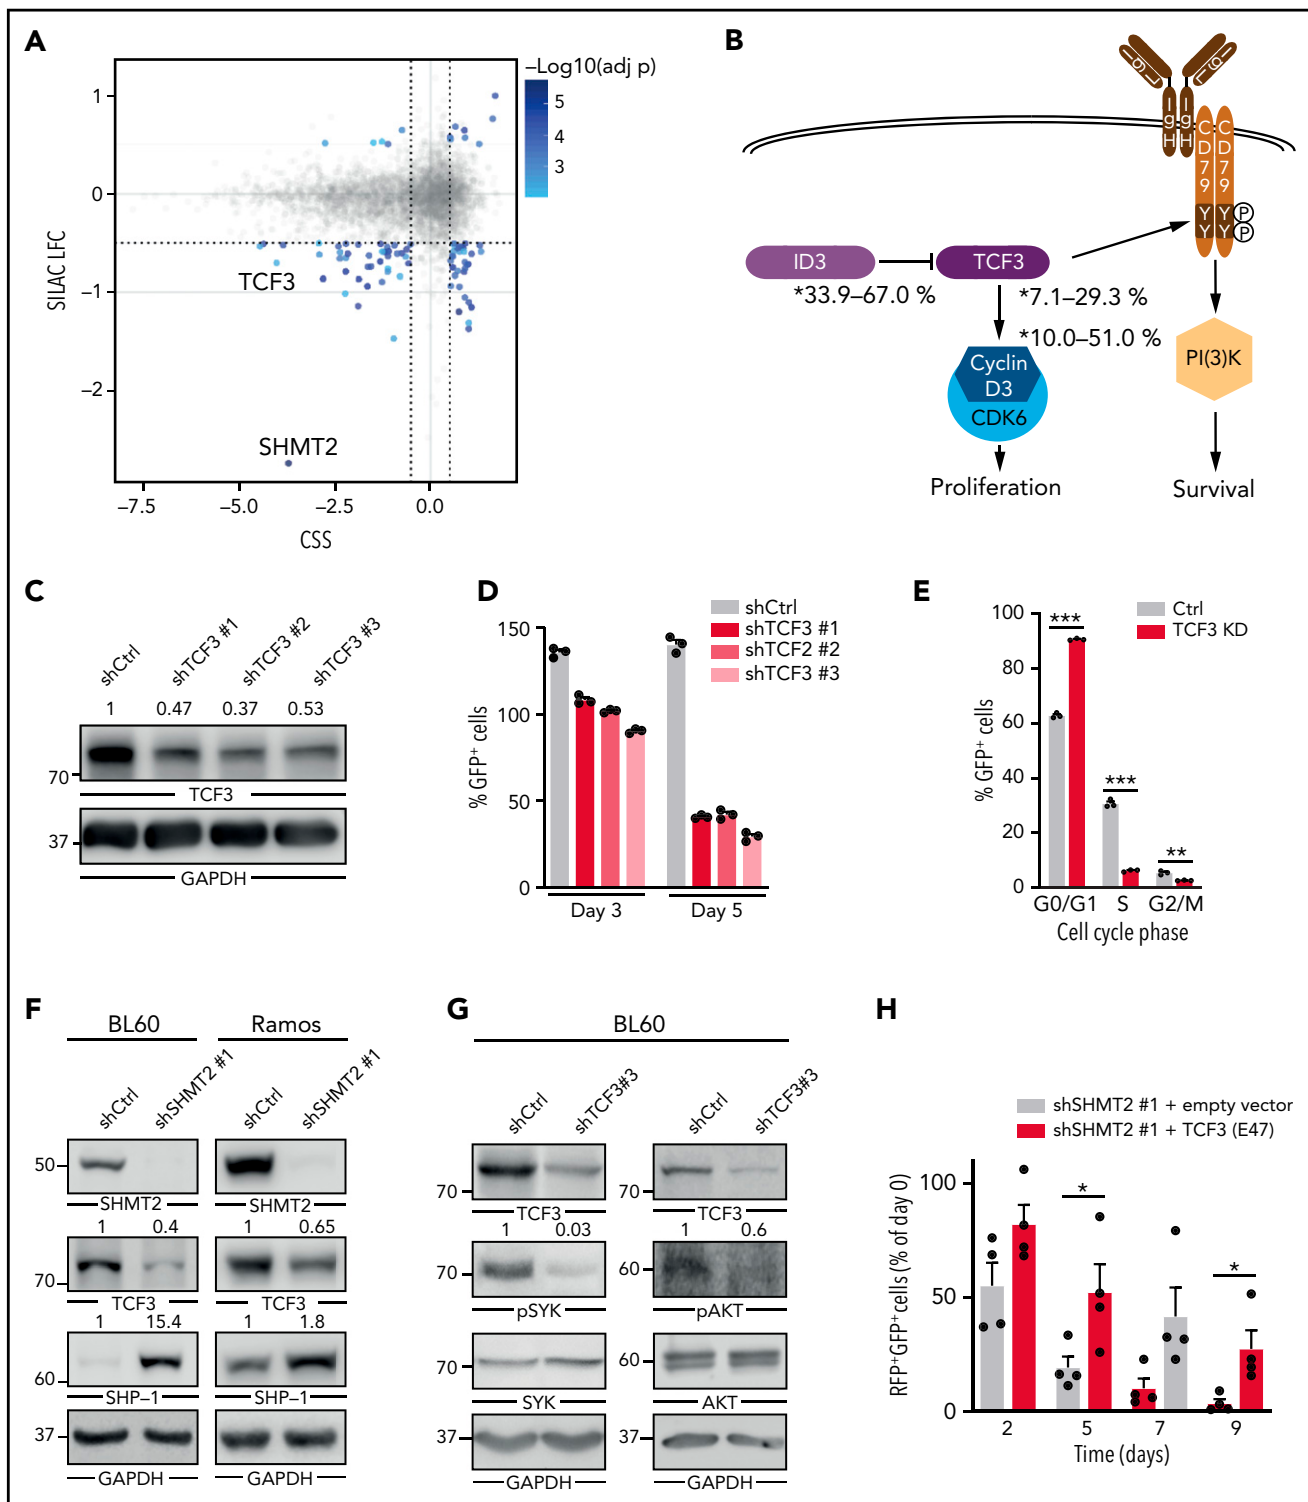 A
–Log10(adj p)
5
4
3
1
0
–1
–2
SILAC LFC
TCF3
SHMT2
–7.5 –5.0 –2.5 0.0
CSS
B
IgL IgL
IgH IgH
CD79 CD79
YY YY
P
P
ID3 TCF3
*33.9–67.0 % *7.1–29.3 %
*10.0–51.0 %
Cyclin
D3
CDK6
PI(3)K
Proliferation Survival
C
shCtrl shTCF3 #1 shTCF3 #2 shTCF3 #3
1 0.47 0.37 0.53
70
TCF3
37
GAPDH
D
shCtrl
shTCF3 #1
shTCF2 #2
shTCF3 #3
150
100
50
0
% GFP+ cells
Day 3 Day 5
E
Ctrl
TCF3 KD
100
80
60
40
20
0
% GFP+ cells
*** *** **
G0/G1 S G2/M
Cell cycle phase
F
BL60 Ramos
shCtrl shSHMT2 #1 shCtrl shSHMT2 #1
50
SHMT2 SHMT2
1 0.4 1 0.65
70
TCF3 TCF3
1 15.4 1 1.8
60
SHP–1 SHP–1
37
GAPDH GAPDH
G
BL60
shCtrl shTCF3#3 shCtrl shTCF3#3
70 70
TCF3 TCF3
1 0.03 1 0.6
70 60
pSYK pAKT
70 60
SYK AKT
37 37
GAPDH GAPDH
H
shSHMT2 #1 + empty vector
shSHMT2 #1 + TCF3 (E47)
100
50
0
RFP+GFP+ cells (% of day 0)
* *
2 5 7 9
Time (days)